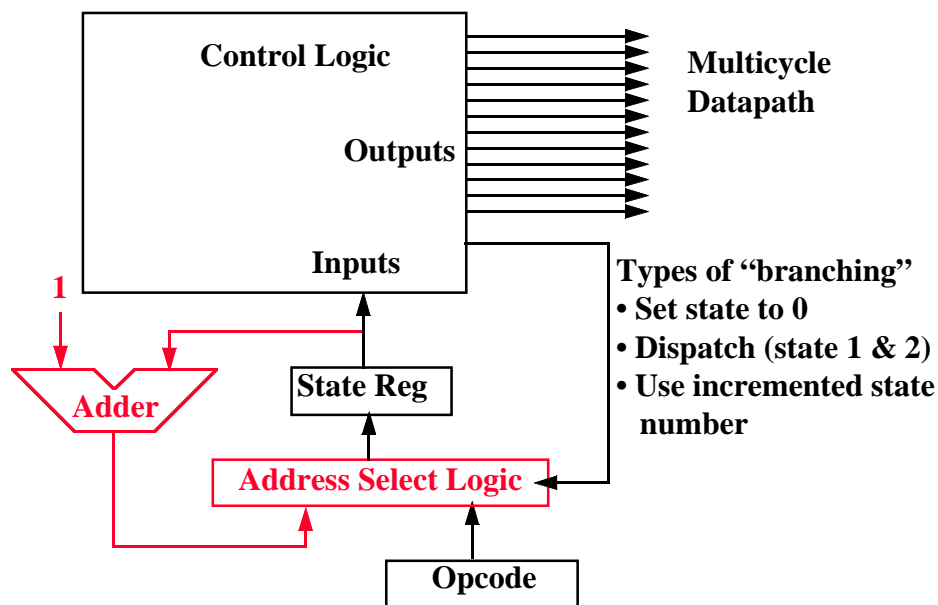 Control Logic
Multicycle
Datapath
Outputs
Inputs
1
Types of “branching”
• Set state to 0
• Dispatch (state 1 & 2)
• Use incremented state
number
State Reg
Adder
Address Select Logic
Opcode